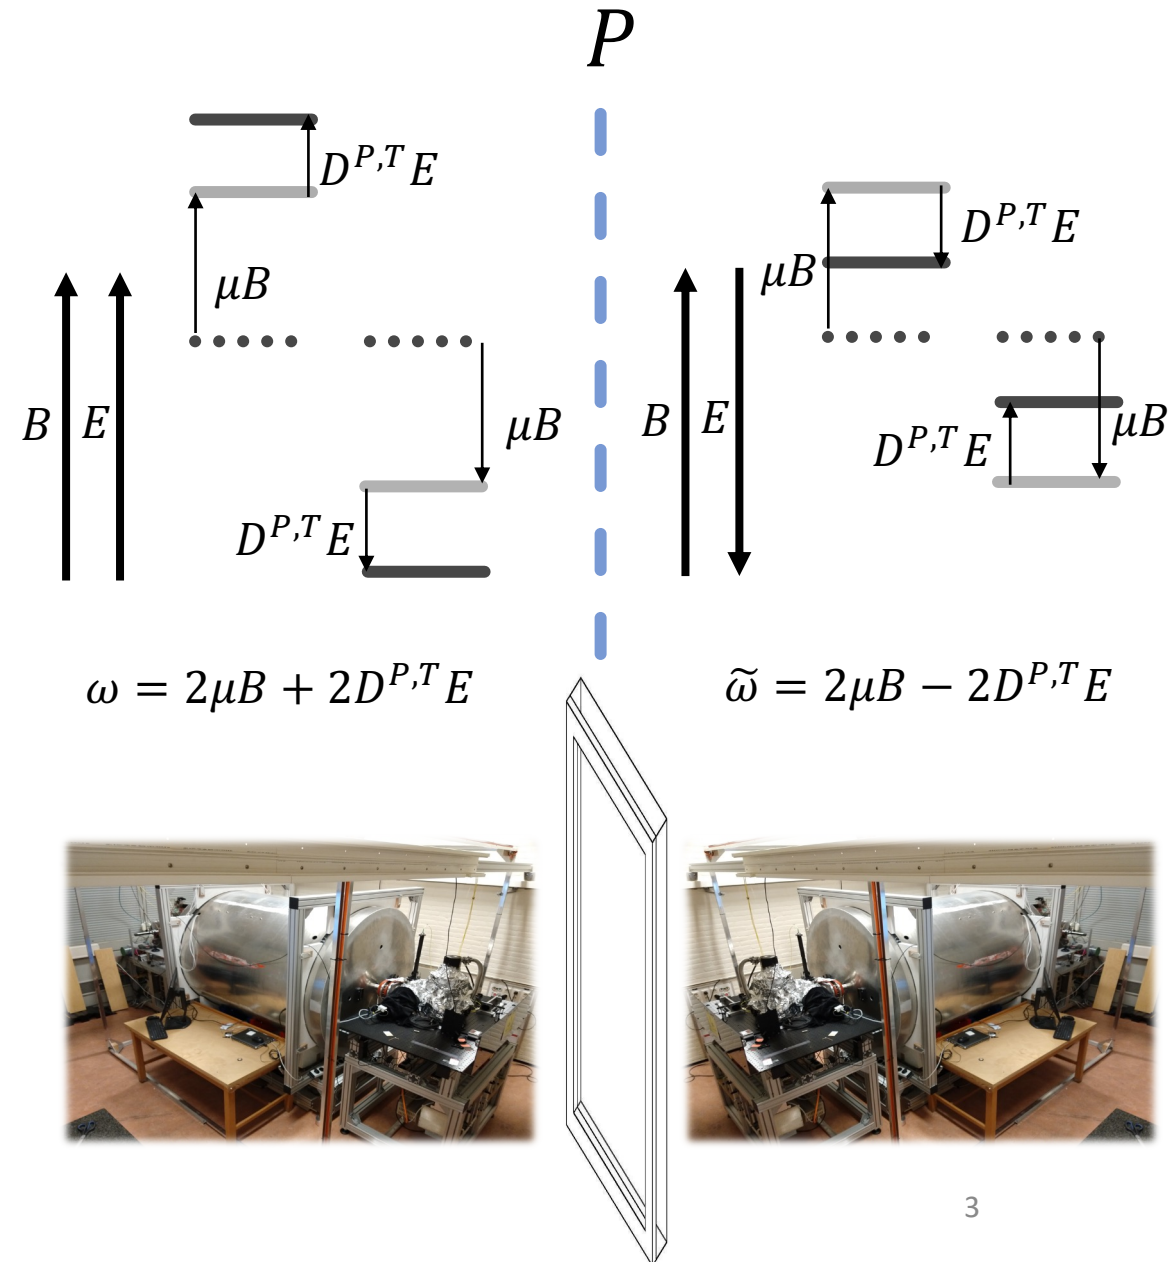 P
D^{P,T}E
μB
B E
μB
D^{P,T}E
ω = 2μB + 2D^{P,T}E
D^{P,T}E
μB
B E
μB
D^{P,T}E
ω̃ = 2μB − 2D^{P,T}E
3